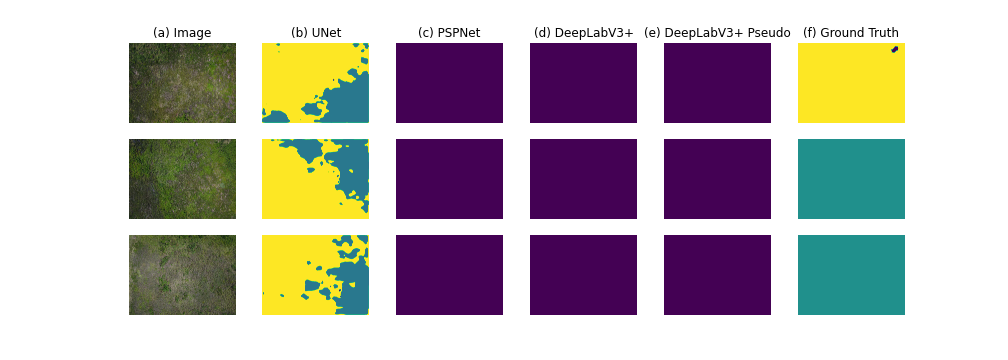 (a) Image
(b) UNet
(c) PSPNet
(d) DeepLabV3+
(e) DeepLabV3+ Pseudo
(f) Ground Truth